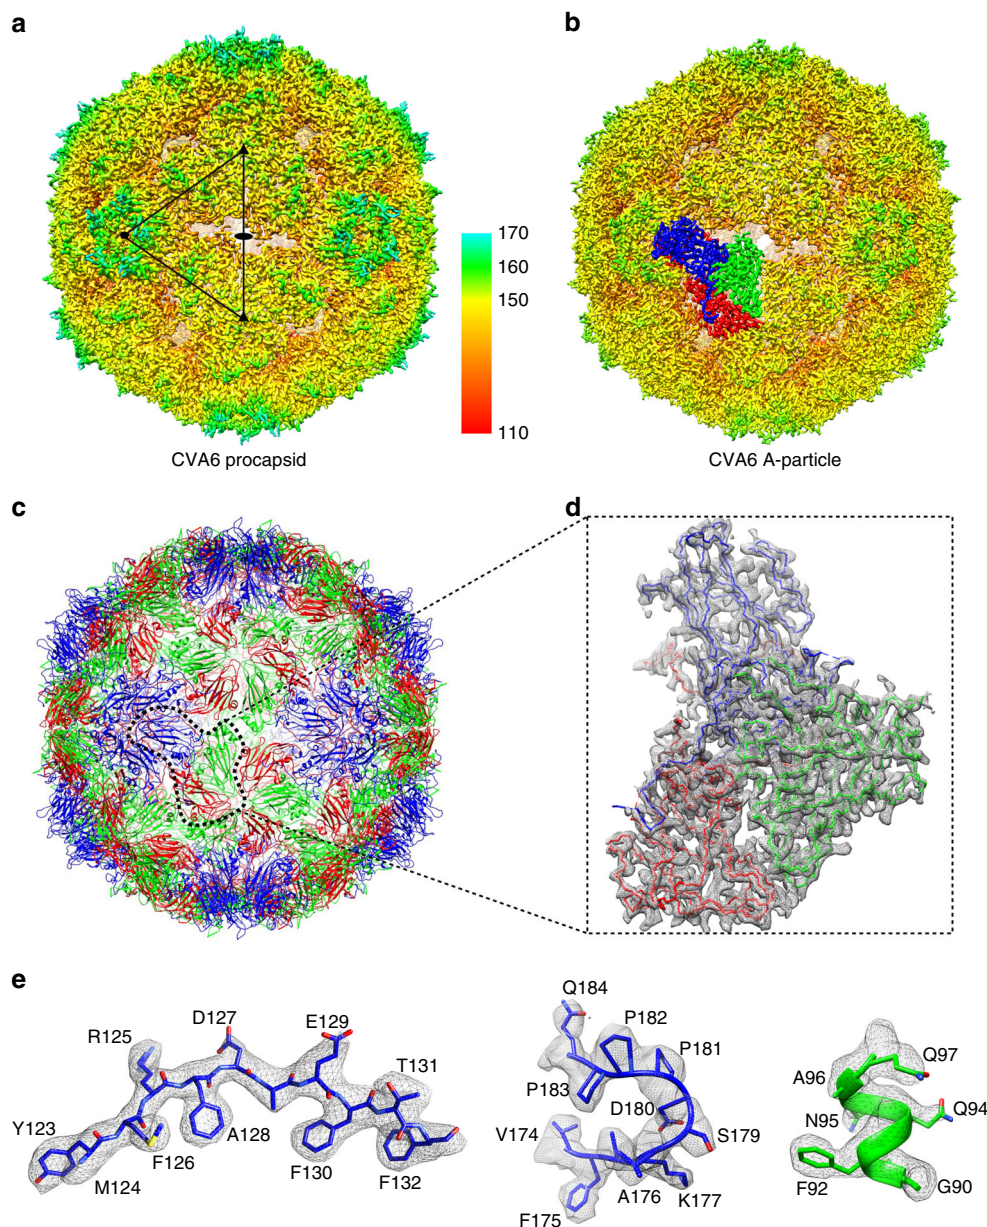 a
b
170
160
150
110
CVA6 procapsid
CVA6 A-particle
c
d
e
Q184
D127
E129
P182
R125
T131
P181
Q97
A96
P183
D180
Q94
Y123
V174
S179
N95
A128
F126
F130
M124
F132
A176
K177
F92
G90
F175